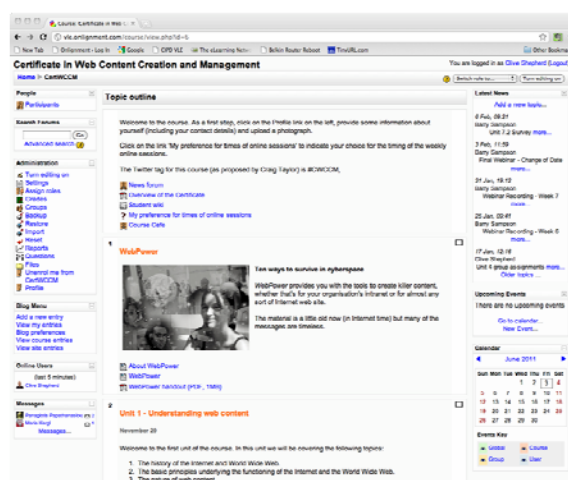 Course: Certificate in Web C
vle.onlignment.com/course/view.php?id=6
New Tab
Onlignment - Log In
Google
CIPD VLE
The eLearning Netw
Belkin Router Reboot
TinyURL.com
Other Bookma
Certificate in Web Content Creation and Management
You are logged in as Clive Shepherd (Logout)
Home ▶ CertWCCM
Switch role to...
Turn editing on
People
Participants
Search Forums
Go
Advanced search
Administration
Turn editing on
Settings
Assign roles
Grades
Groups
Backup
Restore
Import
Reset
Reports
Questions
Files
Unenrol me from
CertWCCM
Profile
Blog Menu
Add a new entry
View my entries
Blog preferences
View course entries
View site entries
Online Users
(last 5 minutes)
Clive Shepherd
Messages
Messages...
Topic outline
Welcome to the course. As a first step, click on the Profile link on the left, provide some information about
yourself (including your contact details) and upload a photograph.
Click on the link 'My preference for times of online sessions' to indicate your choice for the timing of the weekly
online sessions.
The Twitter tag for this course (as proposed by Craig Taylor) is #CWCCM,
News forum
Overview of the Certificate
Student wiki
My preference for times of online sessions
Course Cafe
1
WebPower
Ten ways to survive in cyberspace
WebPower provides you with the tools to create killer content,
whether that's for your organisation's intranet or for almost any
sort of Internet web site.
The material is a little old now (in Internet time) but many of the
messages are timeless.
About WebPower
WebPower
WebPower handout (PDF, 1MB)
2
Unit 1 - Understanding web content
November 28
Welcome to the first unit of the course. In this unit we will be covering the following topics:
1. The history of the Internet and World Wide Web.
2. The basic principles underlying the functioning of the Internet and the World Wide Web.
3. The nature of web content.
Latest News
Add a new topic...
6 Feb, 09:21
Barry Sampson
Unit 7.2 Survey more...
3 Feb, 11:59
Barry Sampson
Final Webinar - Change of Date
more...
31 Jan, 19:12
Barry Sampson
Webinar Recording - Week 7
more...
25 Jan, 09:41
Barry Sampson
Webinar Recording - Week 6
more...
17 Jan, 12:16
Clive Shepherd
Unit 4 group assignments more...
Older topics ...
Upcoming Events
There are no upcoming events
Go to calendar...
New Event...
Calendar
◀ June 2011 ▶
Sun Mon Tue Wed Thu Fri Sat
1 2 3 4
5 6 7 8 9 10 11
12 13 14 15 16 17 18
19 20 21 22 23 24 25
26 27 28 29 30
Events Key
Global
Course
Group
User